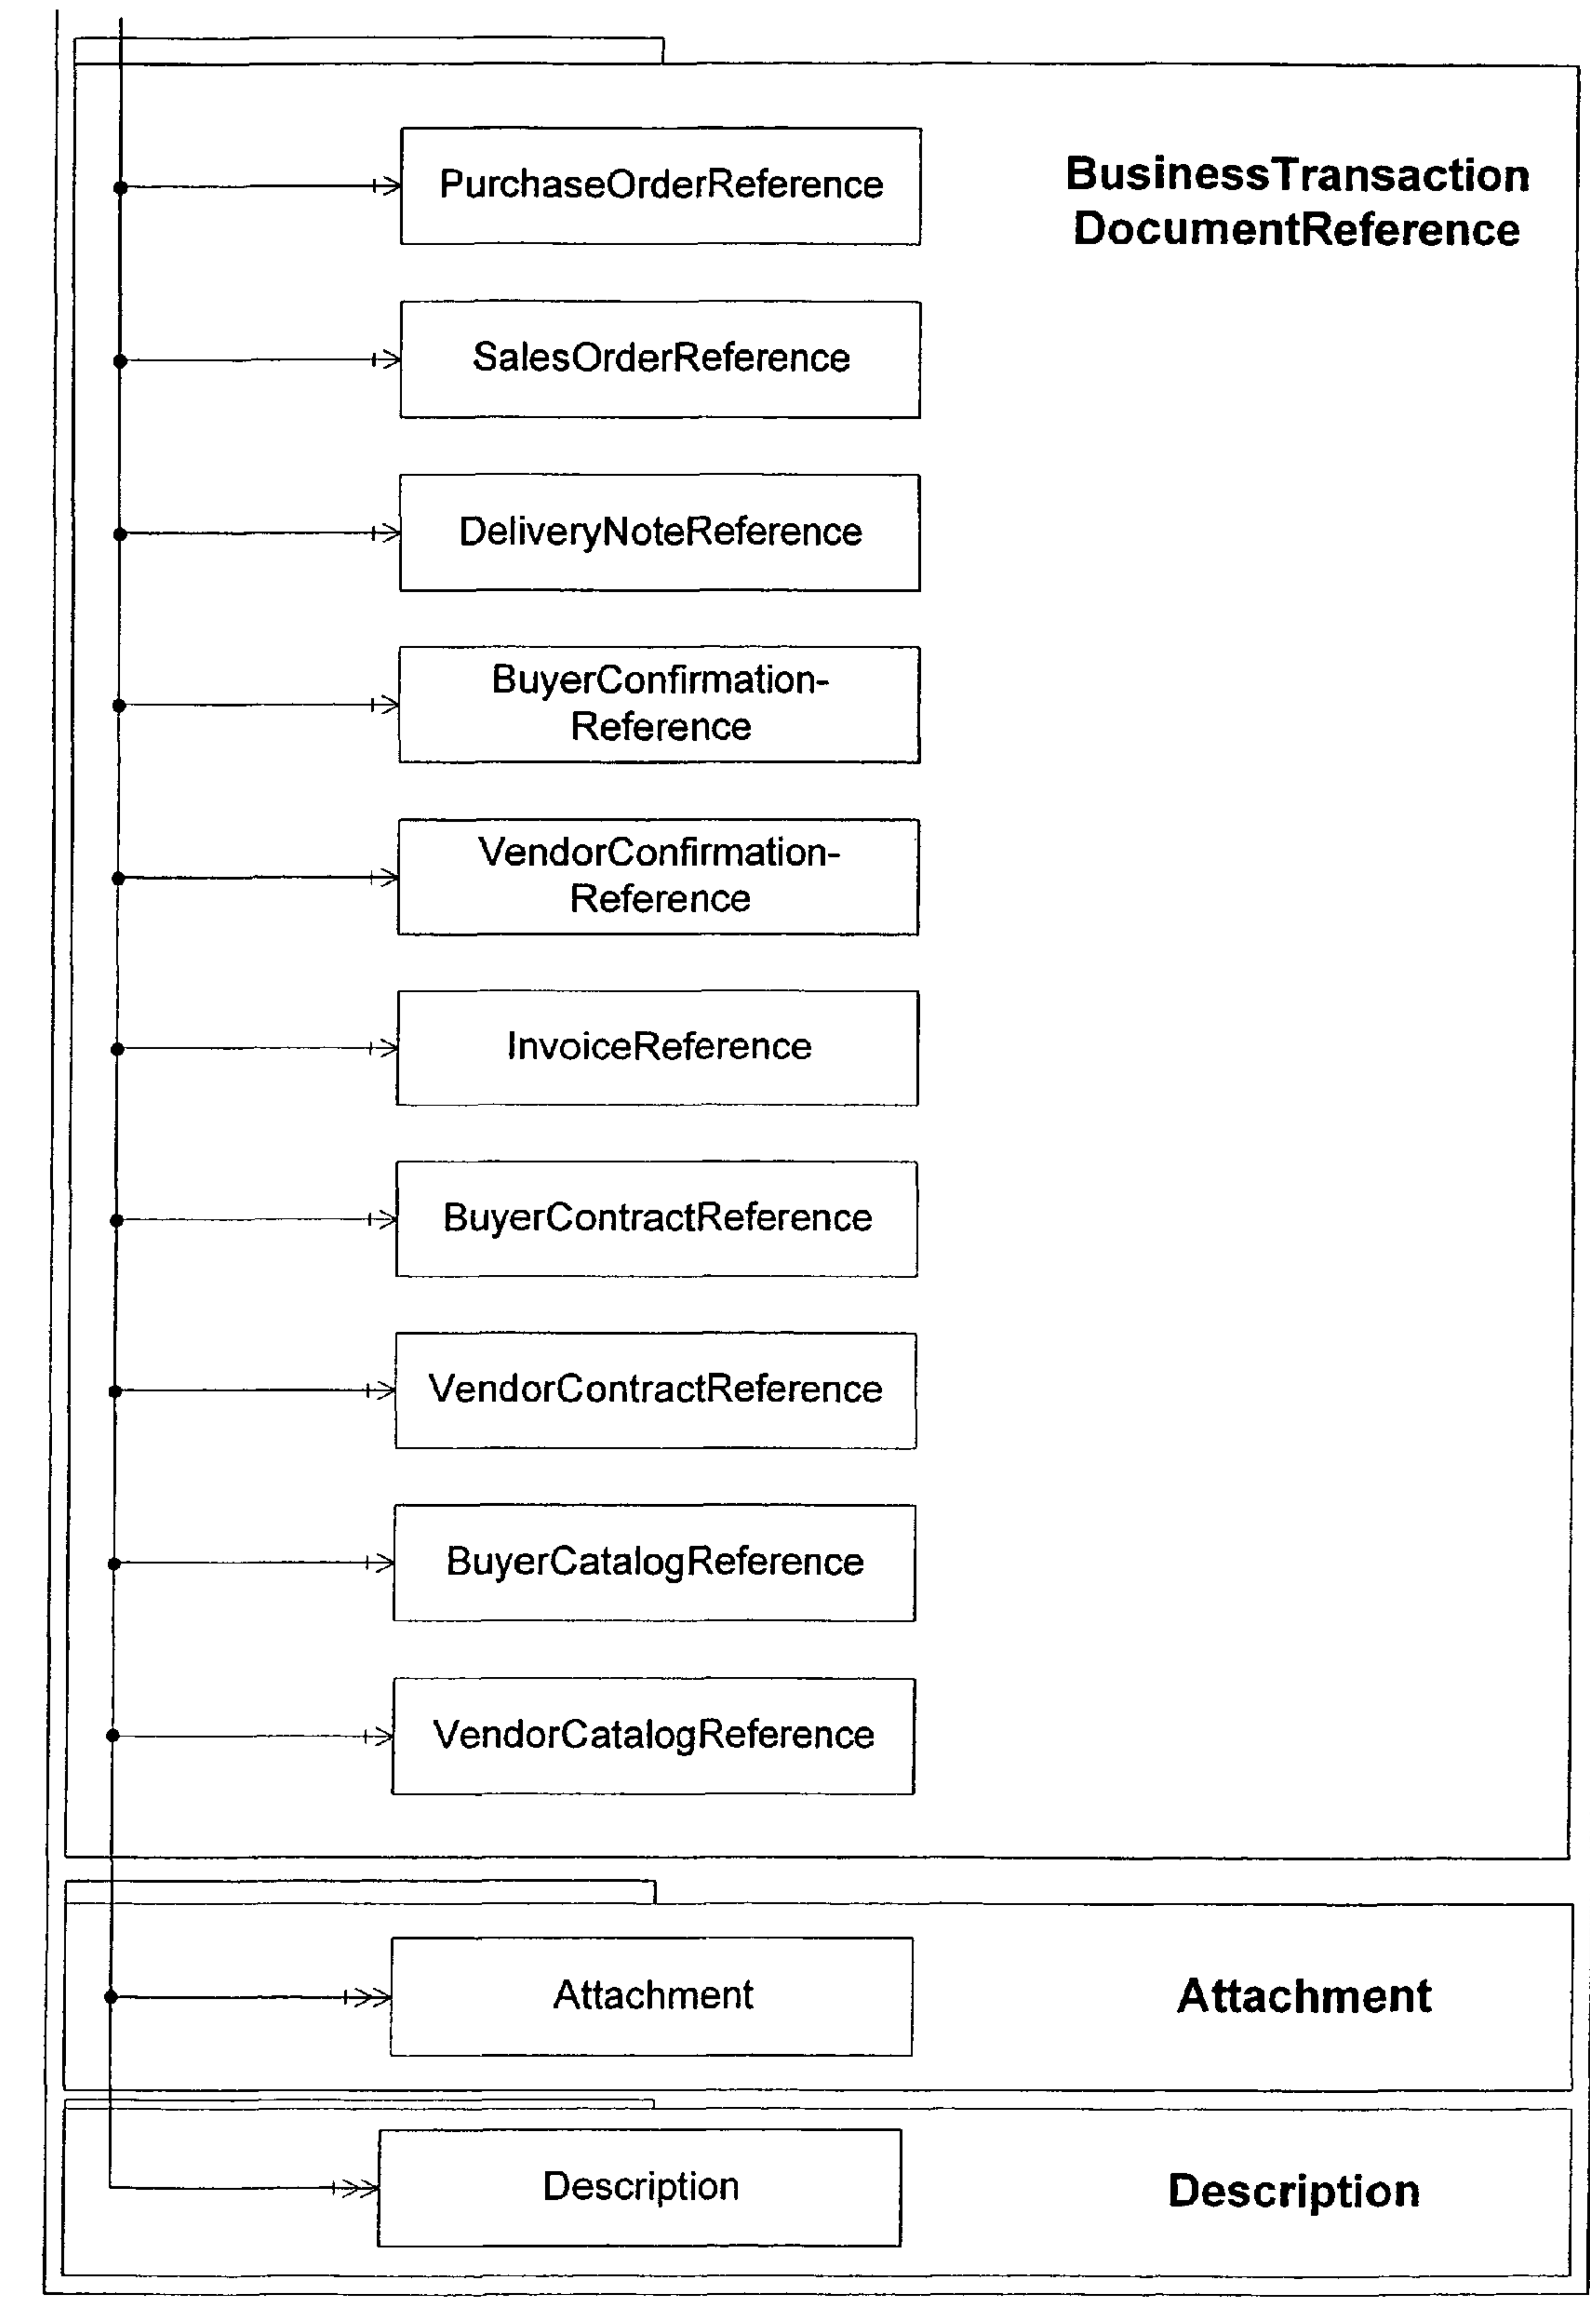 PurchaseOrderReference
BusinessTransaction
DocumentReference
SalesOrderReference
DeliveryNoteReference
BuyerConfirmation-
Reference
VendorConfirmation-
Reference
InvoiceReference
BuyerContractReference
VendorContractReference
BuyerCatalogReference
VendorCatalogReference
Attachment
Attachment
Description
Description